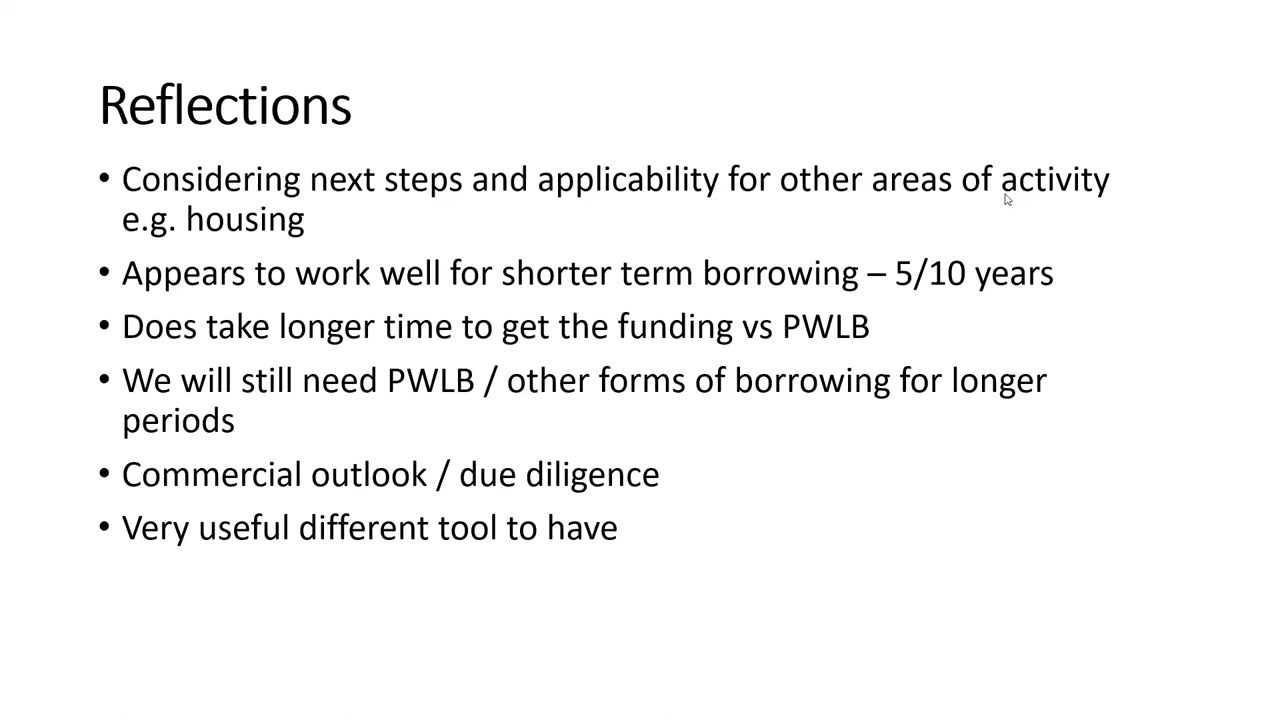 Reflections
• Considering next steps and applicability for other areas of activity
e.g. housing
• Appears to work well for shorter term borrowing – 5/10 years
• Does take longer time to get the funding vs PWLB
• We will still need PWLB / other forms of borrowing for longer
periods
• Commercial outlook / due diligence
• Very useful different tool to have